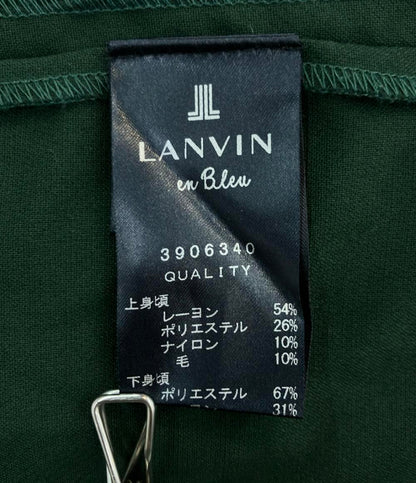 LANVIN
en Bleu
3906340
QUALITY
上身頃
レーヨン 54%
ポリエステル 26%
ナイロン 10%
毛 10%
下身頃
ポリエステル 67%
31%